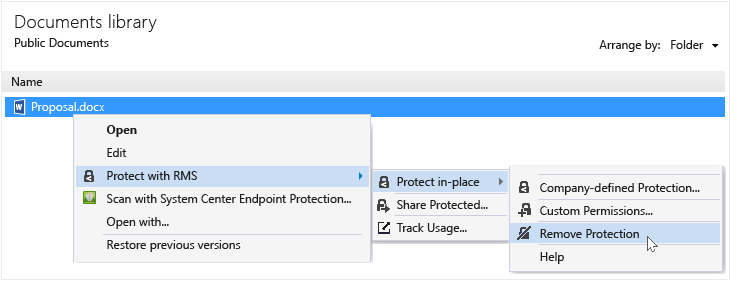 Documents library
Public Documents
Arrange by: Folder
Name
Proposal.docx
Open
Edit
Protect with RMS
Scan with System Center Endpoint Protection...
Open with...
Restore previous versions
Protect in-place
Share Protected...
Track Usage...
Company-defined Protection...
Custom Permissions...
Remove Protection
Help